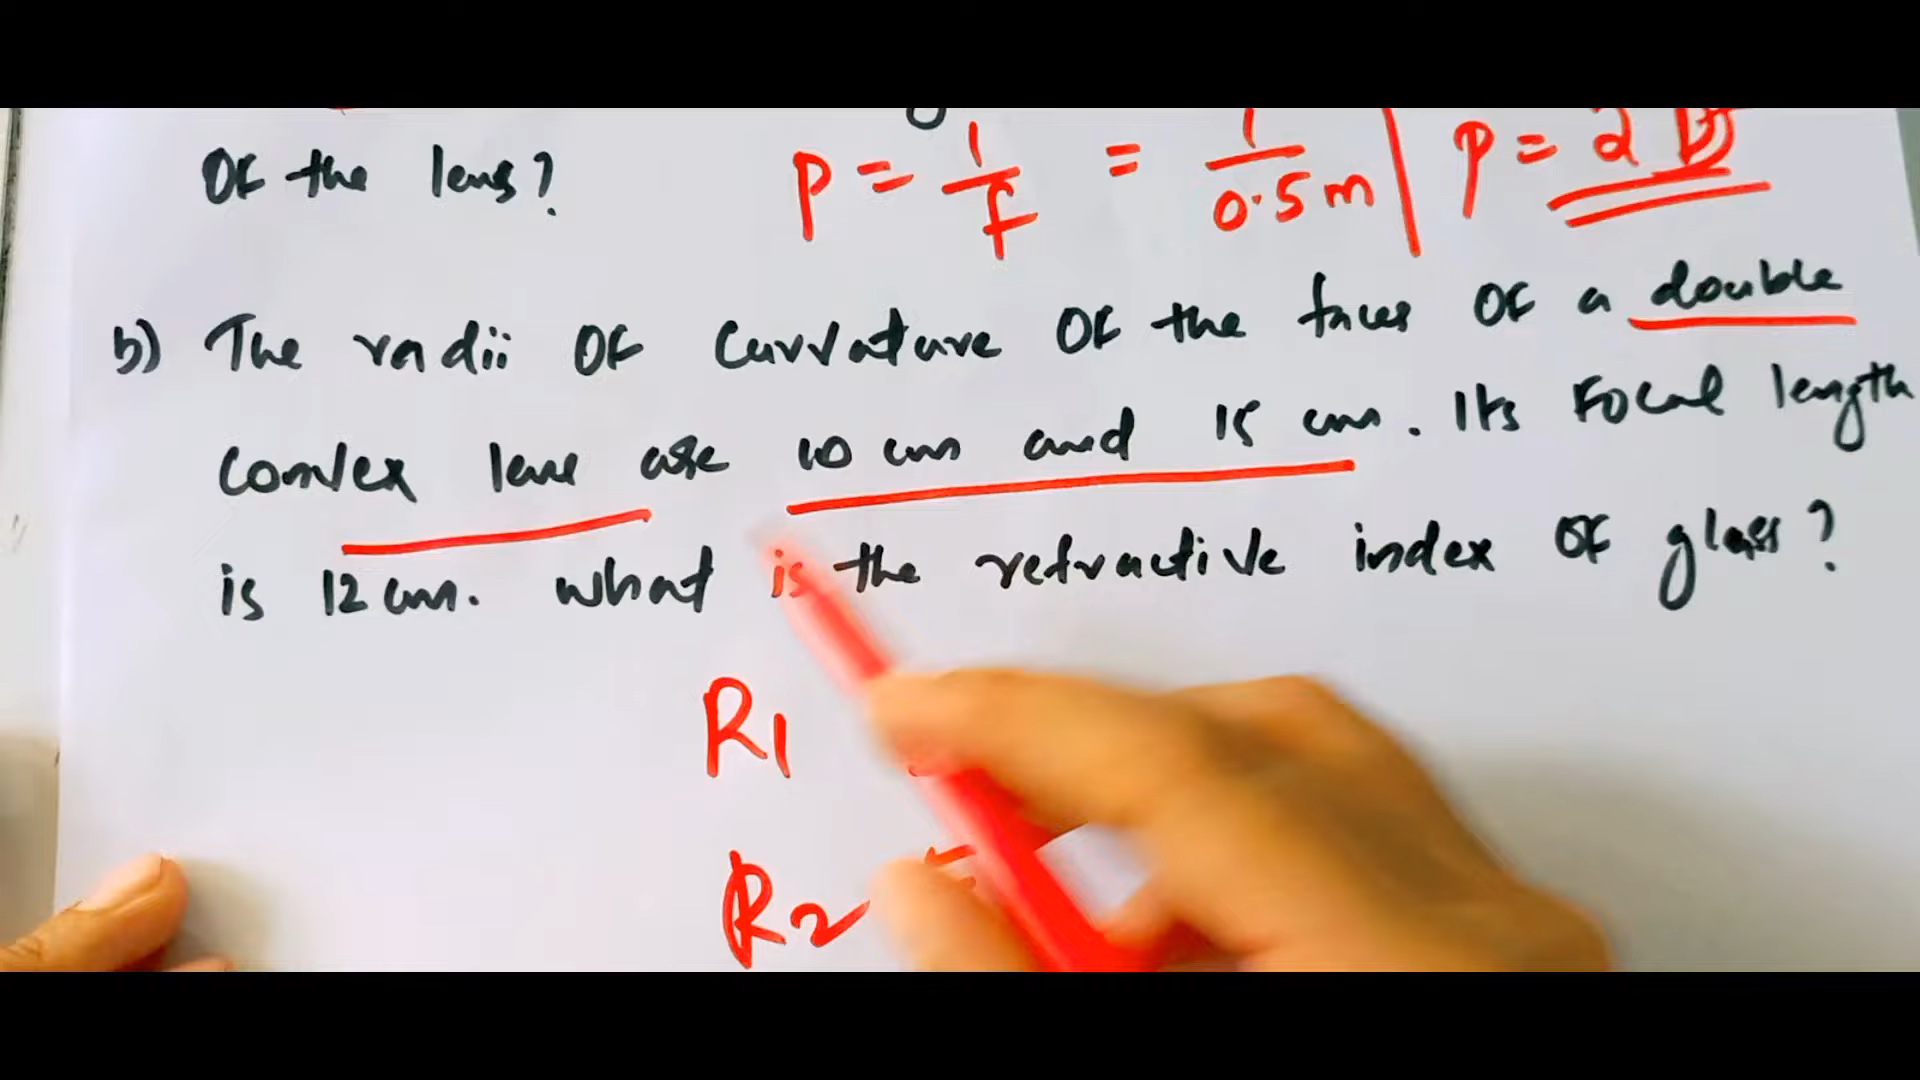 Of the lens? P = 1/f = 1/0.5m | P = 2 D
b) The radii Of Curvature Of the faces Of a double
Convex lens are 10 cm and 15 cm. Its Focal length
is 12 cm. What is the refractive index Of glass?
R1
R2